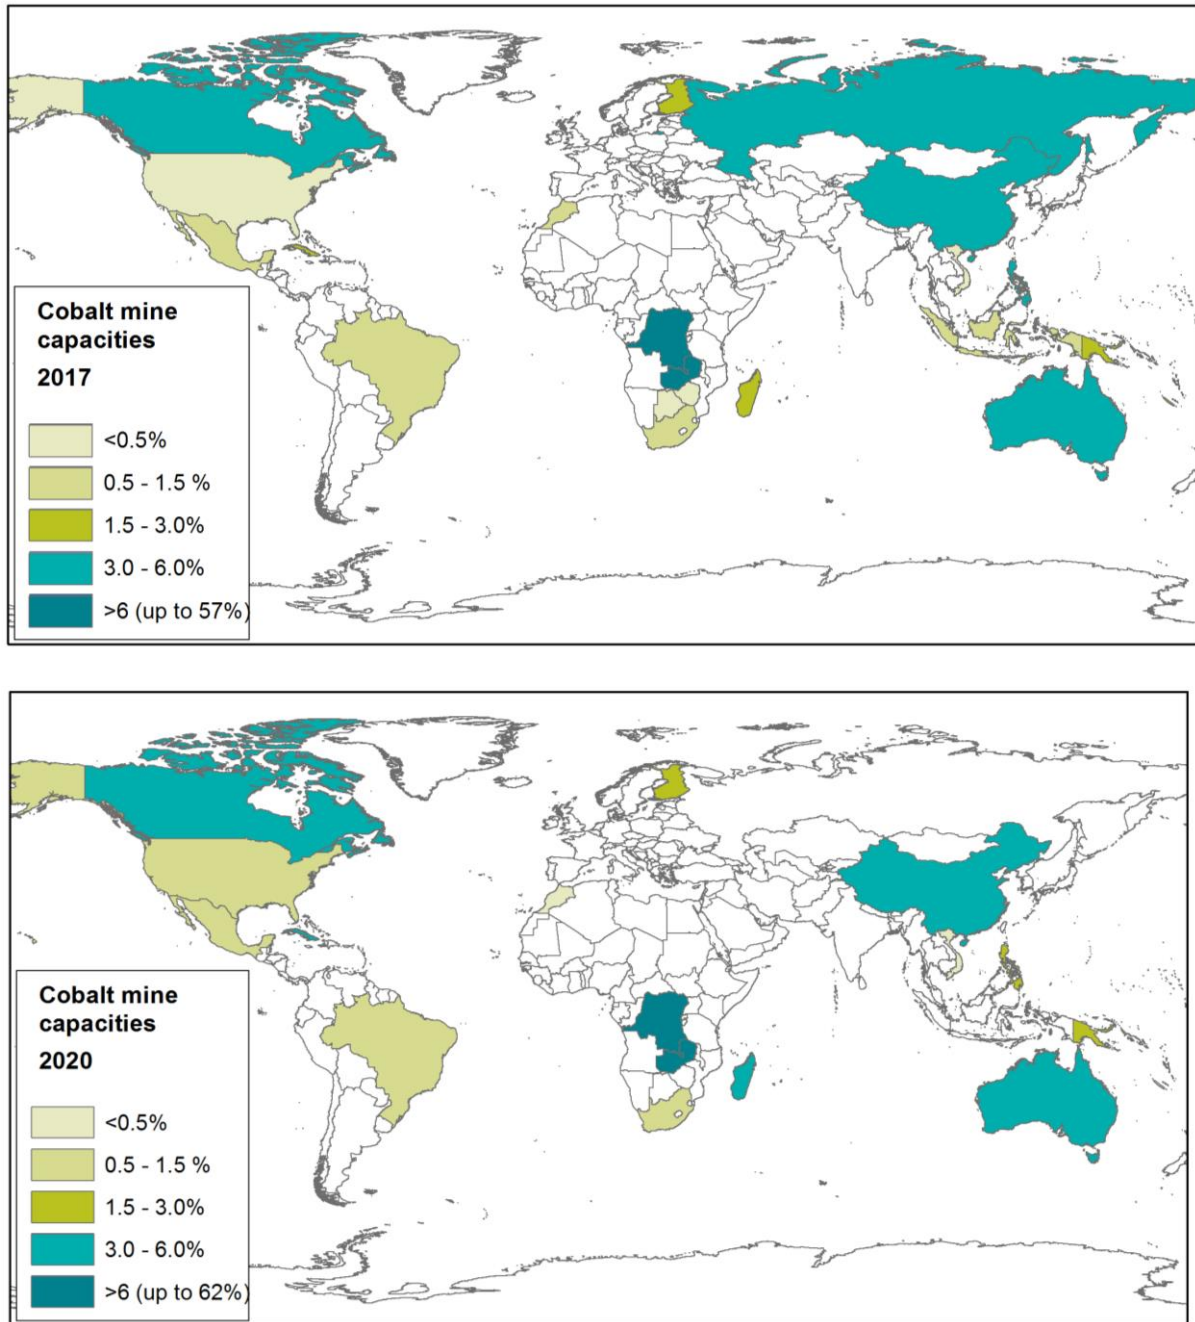 Cobalt mine
capacities
2017
<0.5%
0.5 - 1.5 %
1.5 - 3.0%
3.0 - 6.0%
>6 (up to 57%)
Cobalt mine
capacities
2020
<0.5%
0.5 - 1.5 %
1.5 - 3.0%
3.0 - 6.0%
>6 (up to 62%)